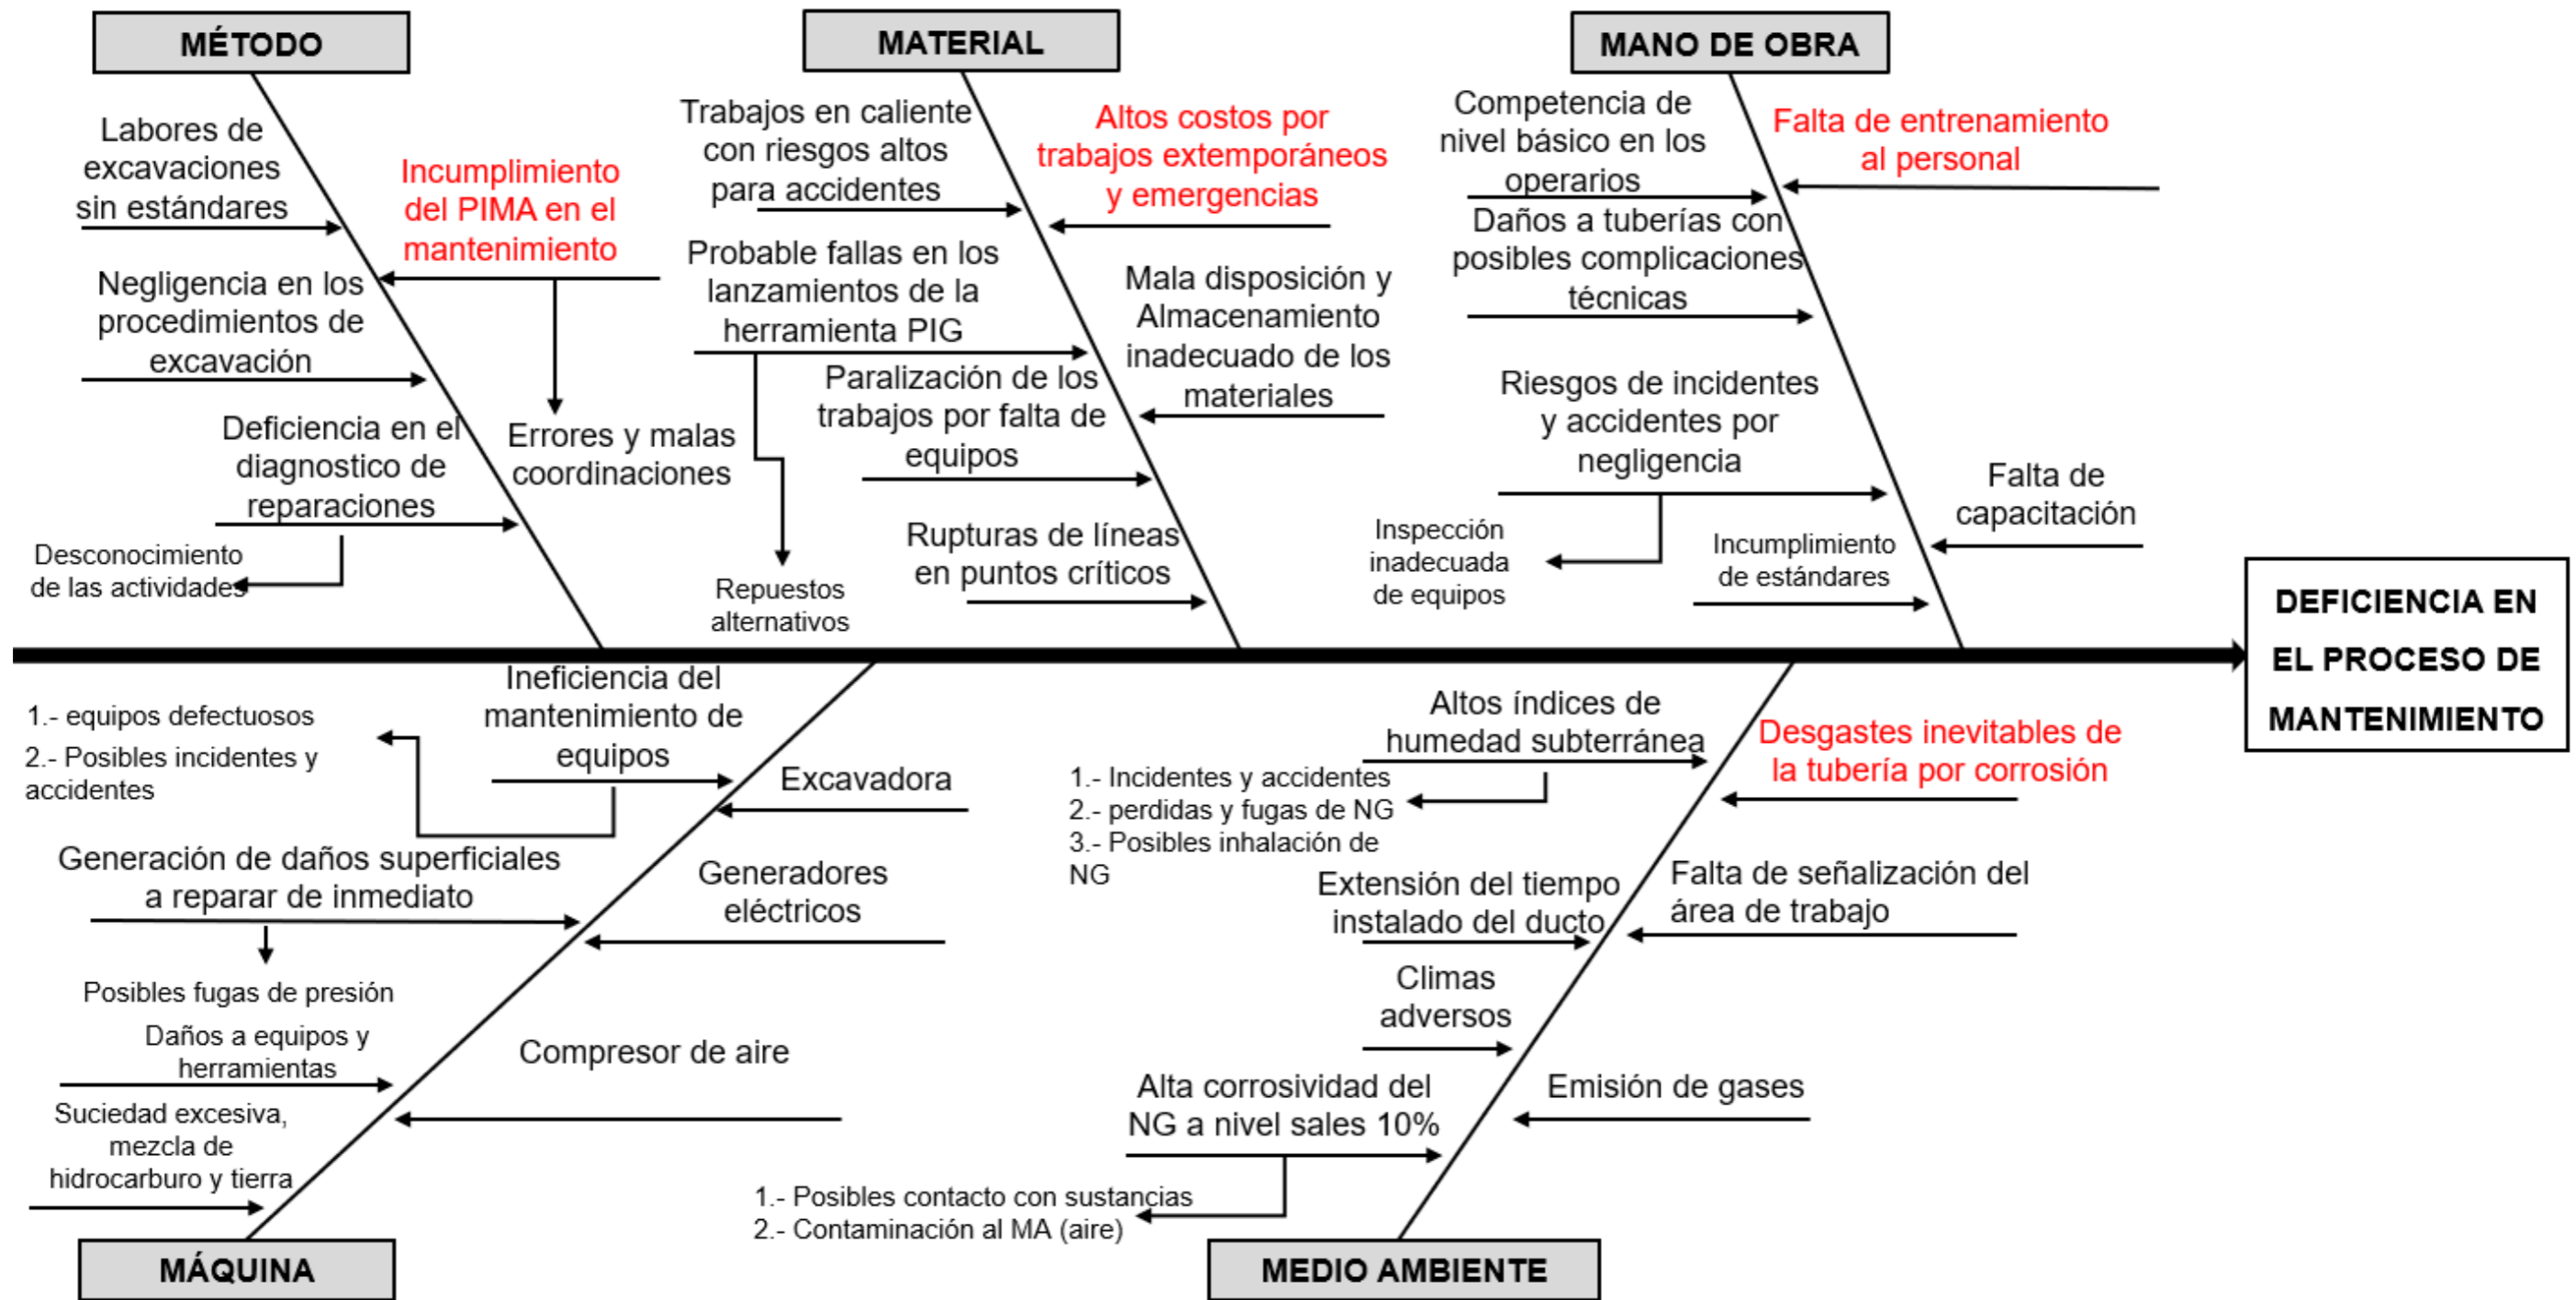 MÉTODO
Labores de
excavaciones
sin estándares
Incumplimiento
del PIMA en el
mantenimiento
Negligencia en los
procedimientos de
excavación
Deficiencia en el
diagnostico de
reparaciones
Errores y malas
coordinaciones
Desconocimiento
de las actividades
MATERIAL
Trabajos en caliente
con riesgos altos
para accidentes
Altos costos por
trabajos extemporáneos
y emergencias
Probable fallas en los
lanzamientos de la
herramienta PIG
Mala disposición y
Almacenamiento
inadecuado de los
materiales
Paralización de los
trabajos por falta de
equipos
Rupturas de líneas
en puntos críticos
Repuestos
alternativos
MANO DE OBRA
Competencia de
nivel básico en los
operarios
Falta de entrenamiento
al personal
Daños a tuberías con
posibles complicaciones
técnicas
Riesgos de incidentes
y accidentes por
negligencia
Falta de
capacitación
Inspección
inadecuada
de equipos
Incumplimiento
de estándares
DEFICIENCIA EN
EL PROCESO DE
MANTENIMIENTO
Ineficiencia del
mantenimiento de
equipos
1.- equipos defectuosos
2.- Posibles incidentes y
accidentes
Excavadora
Generación de daños superficiales
a reparar de inmediato
Generadores
eléctricos
Posibles fugas de presión
Daños a equipos y
herramientas
Compresor de aire
Suciedad excesiva,
mezcla de
hidrocarburo y tierra
MÁQUINA
Altos índices de
humedad subterránea
Desgastes inevitables de
la tubería por corrosión
1.- Incidentes y accidentes
2.- perdidas y fugas de NG
3.- Posibles inhalación de
NG
Extensión del tiempo
instalado del ducto
Falta de señalización del
área de trabajo
Climas
adversos
Alta corrosividad del
NG a nivel sales 10%
Emisión de gases
1.- Posibles contacto con sustancias
2.- Contaminación al MA (aire)
MEDIO AMBIENTE